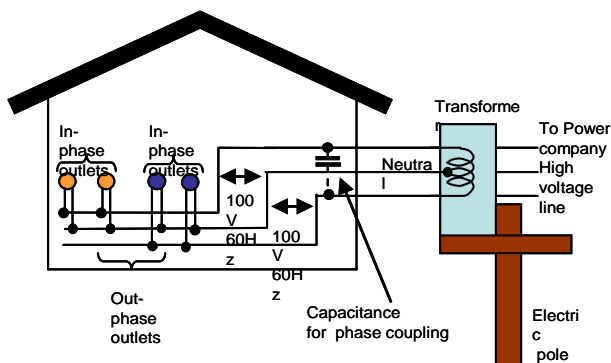 Transforme
r
To Power
company
High
voltage
line
In-
phase
outlets
In-
phase
outlets
Neutra
l
100
V
60H
z
100
V
60H
z
Out-
phase
outlets
Capacitance
for phase coupling
Electri
c
pole